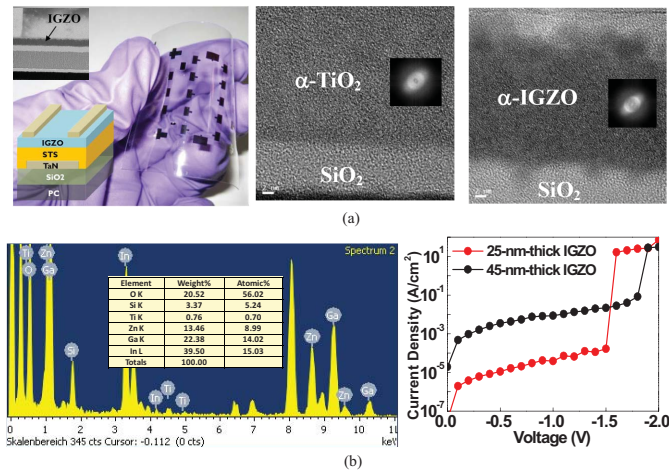 IGZO
IGZO
STS
TaN
SiO2
PC
α-TiO₂
SiO₂
α-IGZO
SiO₂
(a)
Spectrum 2
Ti
Zn
O
Ga
In
Si
In
Ti
Ti
Zn
Ga
Zn
Ga
Element Weight% Atomic%
O K 20.52 56.02
Si K 3.37 5.24
Ti K 0.76 0.70
Zn K 13.46 8.99
Ga K 22.38 14.02
In L 39.50 15.03
Totals 100.00
0 1 2 3 4 5 6 7 8 9 10 11
Skalenbereich 345 cts Cursor: -0.112 (0 cts) keV
Current Density (A/cm²)
10¹
10⁻¹
10⁻³
10⁻⁵
10⁻⁷
25-nm-thick IGZO
45-nm-thick IGZO
0.0 -0.5 -1.0 -1.5 -2.0
Voltage (V)
(b)